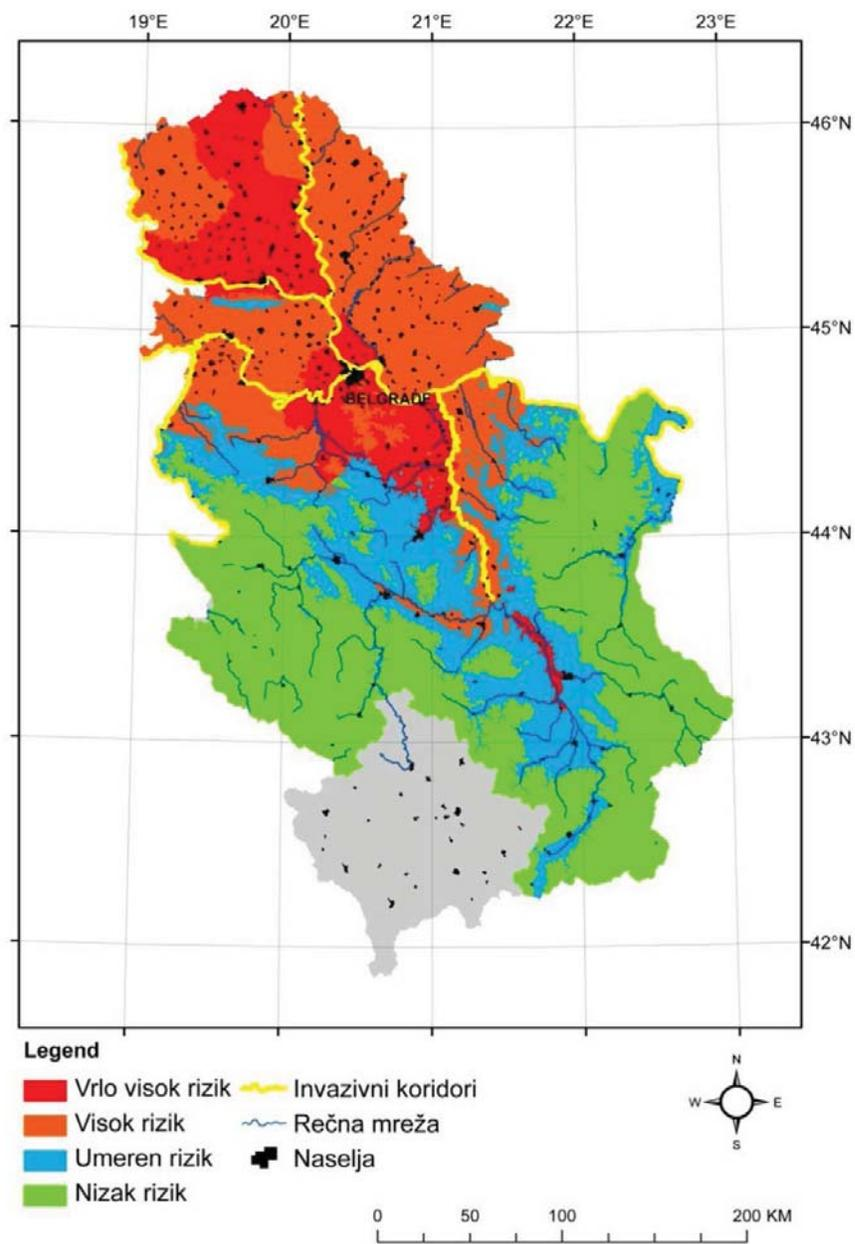 19°E 20°E 21°E 22°E 23°E
46°N
45°N
BELGRADE
44°N
43°N
42°N
Legend
Vrlo visok rizik
Visok rizik
Umeren rizik
Nizak rizik
Invazivni koridori
Rečna mreža
Naselja
N
W E
S
0 50 100 200 KM